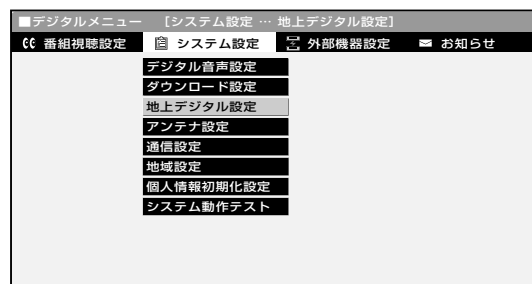 ■デジタルメニュー [システム設定 … 地上デジタル設定]
番組視聴設定 システム設定 外部機器設定 お知らせ
デジタル音声設定
ダウンロード設定
地上デジタル設定
アンテナ設定
通信設定
地域設定
個人情報初期化設定
システム動作テスト